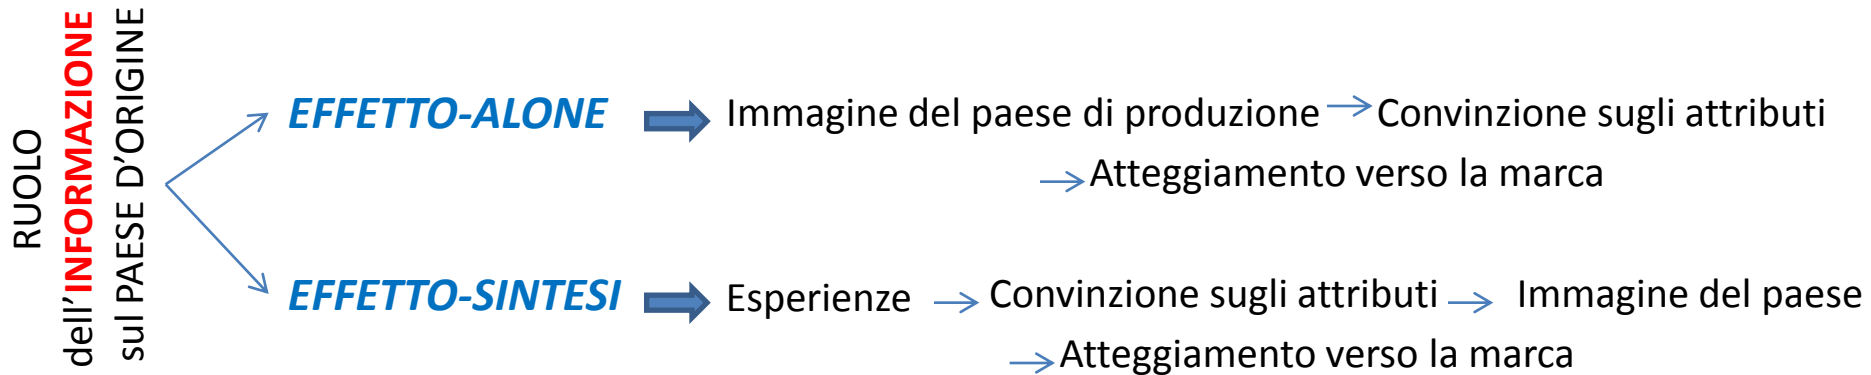 RUOLO
dell'INFORMAZIONE
sul PAESE D'ORIGINE
EFFETTO-ALONE Immagine del paese di produzione Convinzione sugli attributi
Atteggiamento verso la marca
EFFETTO-SINTESI Esperienze Convinzione sugli attributi Immagine del paese
Atteggiamento verso la marca